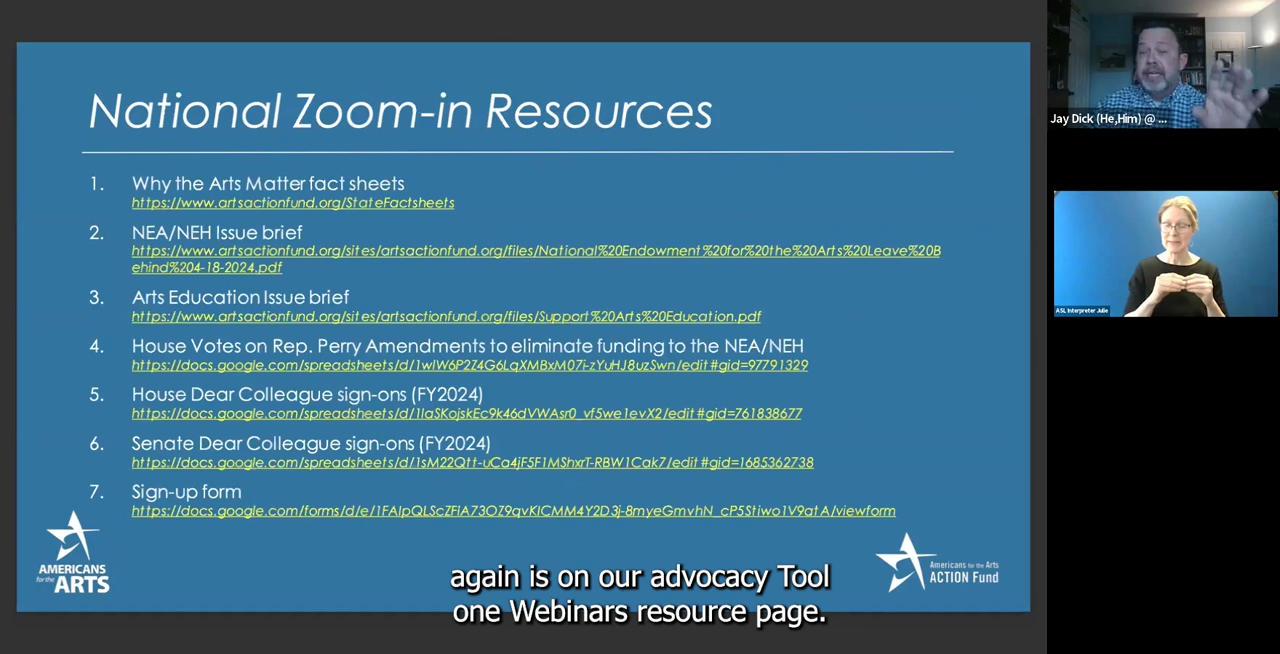 National Zoom-in Resources
1. Why the Arts Matter fact sheets
https://www.artsactionfund.org/StateFactsheets
2. NEA/NEH Issue brief
https://www.artsactionfund.org/sites/artsactionfund.org/files/National%20Endowment%20for%20the%20Arts%20Leave%20B
ehind%204-18-2024.pdf
3. Arts Education Issue brief
https://www.artsactionfund.org/sites/artsactionfund.org/files/Support%20Arts%20Education.pdf
4. House Votes on Rep. Perry Amendments to eliminate funding to the NEA/NEH
https://docs.google.com/spreadsheets/d/1wIW6P2Z4G6LqXMBxM07i-zYuHJ8uzSwn/edit#gid=97791329
5. House Dear Colleague sign-ons (FY2024)
https://docs.google.com/spreadsheets/d/1IaSKojskEc9k46dVWAsr0_vf5we1evX2/edit#gid=761838677
6. Senate Dear Colleague sign-ons (FY2024)
https://docs.google.com/spreadsheets/d/1sM22Qtt-uCa4jF5F1MShxrT-RBW1Cak7/edit#gid=1685362738
7. Sign-up form
https://docs.google.com/forms/d/e/1FAIpQLScZFIA73OZ9qvKICMM4Y2D3j-8myeGmvhN_cP5Stiwo1V9atA/viewform
AMERICANS
for the ARTS
Americans for the Arts
ACTION Fund
again is on our advocacy Tool
one Webinars resource page.
Jay Dick (He,Him) @ ...
ASL Interpreter Julie